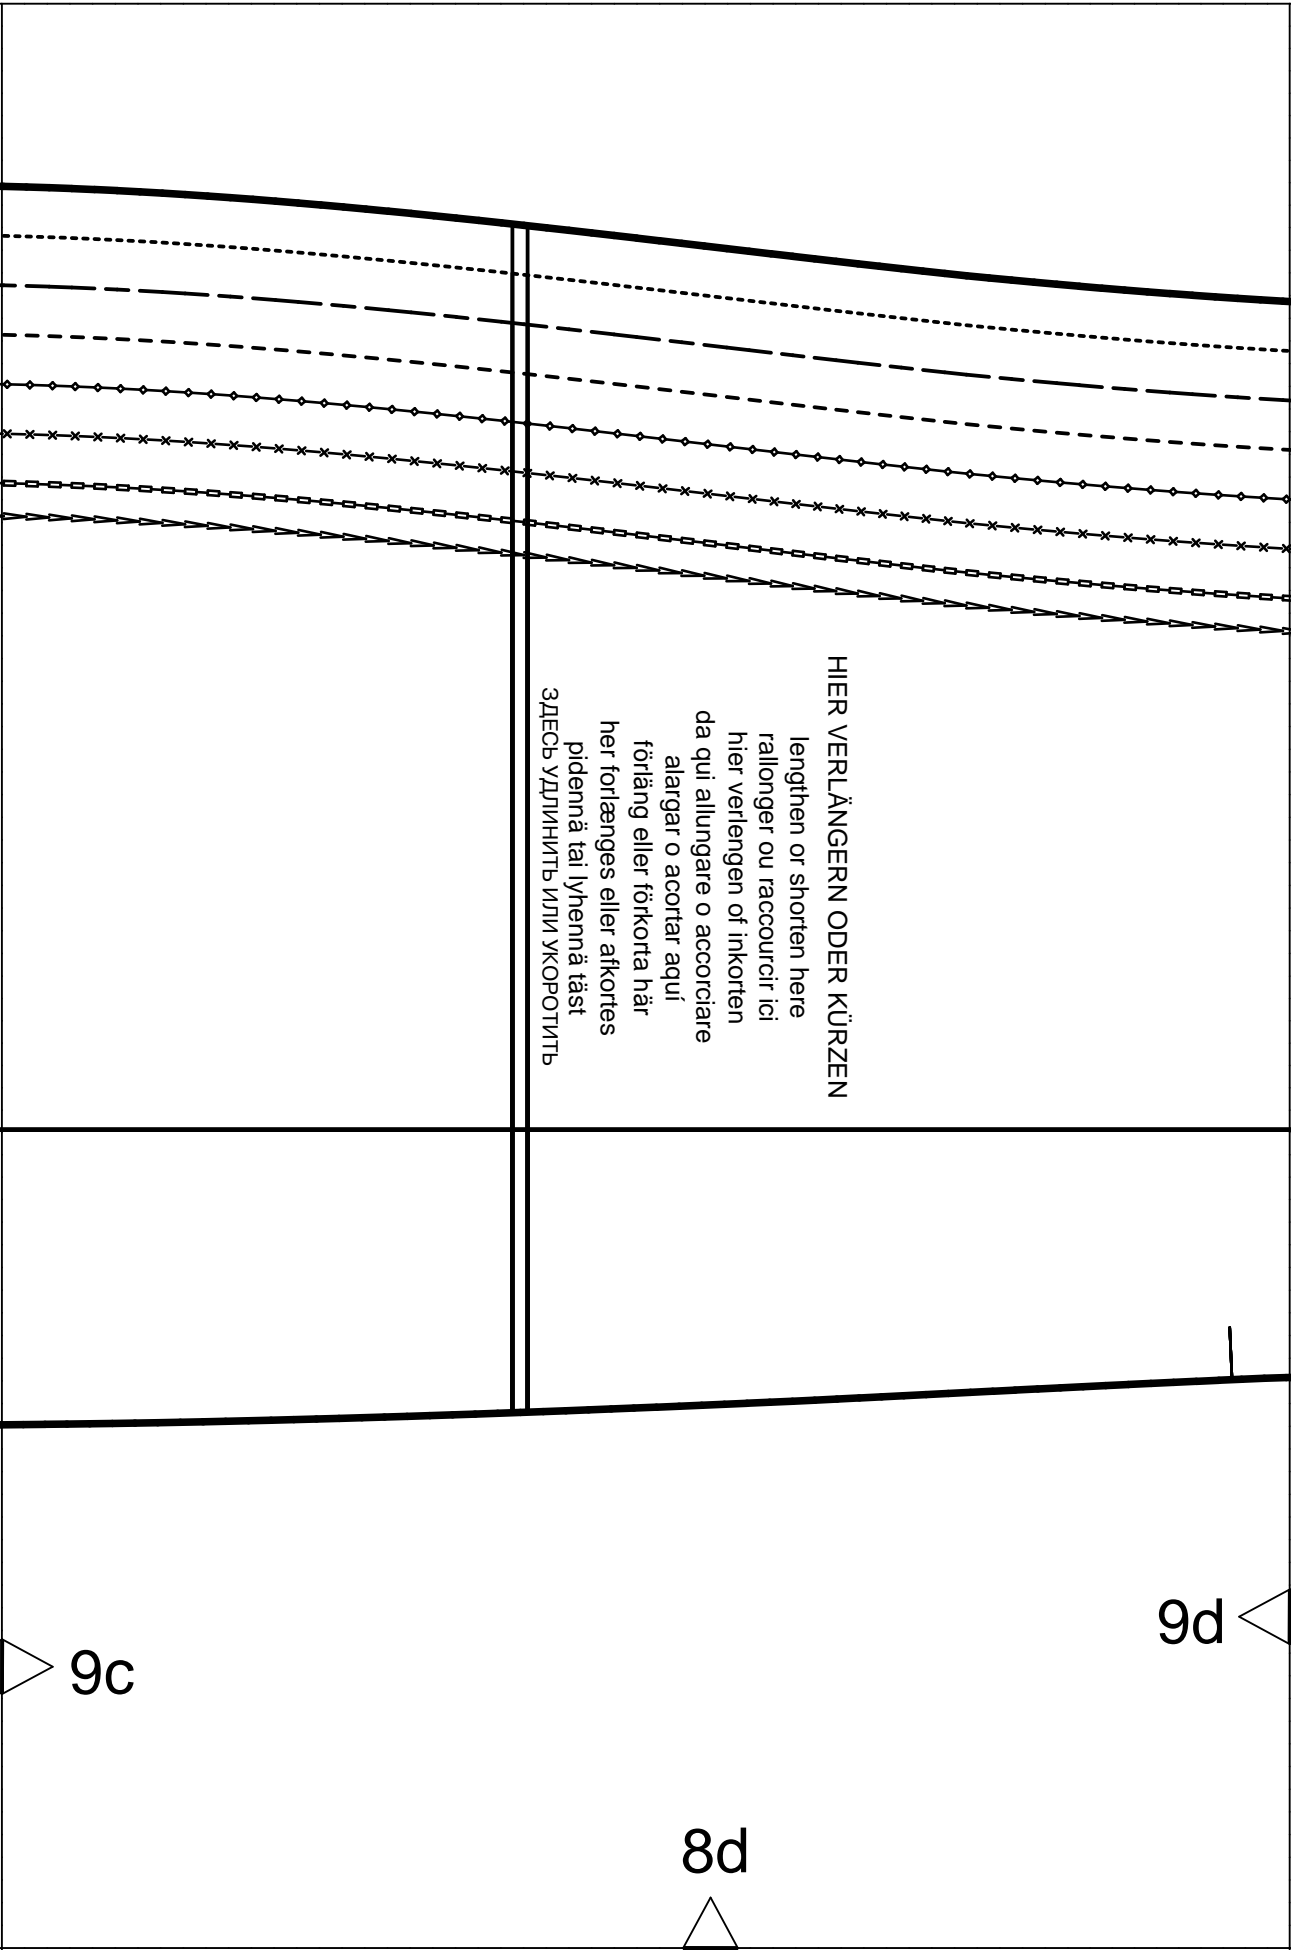 HIER VERLÄNGERN ODER KÜRZEN
lengthen or shorten here
rallonger ou raccourcir ici
hier verlengen of inkorten
da qui allungare o accorciare
alargar o acortar aquí
förläng eller förkorta här
her forlænges eller afkortes
pidennä tai lyhennä täst
ЗДЕСЬ УДЛИНИТЬ ИЛИ УКОРОТИТЬ
9d
9c
8d